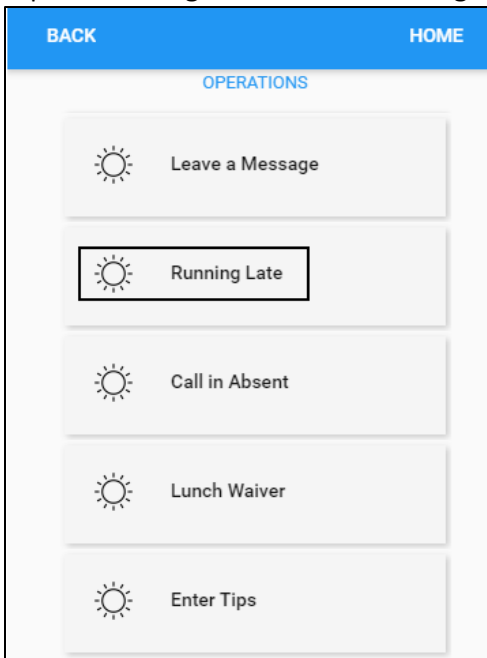 BACK HOME
OPERATIONS
Leave a Message
Running Late
Call in Absent
Lunch Waiver
Enter Tips